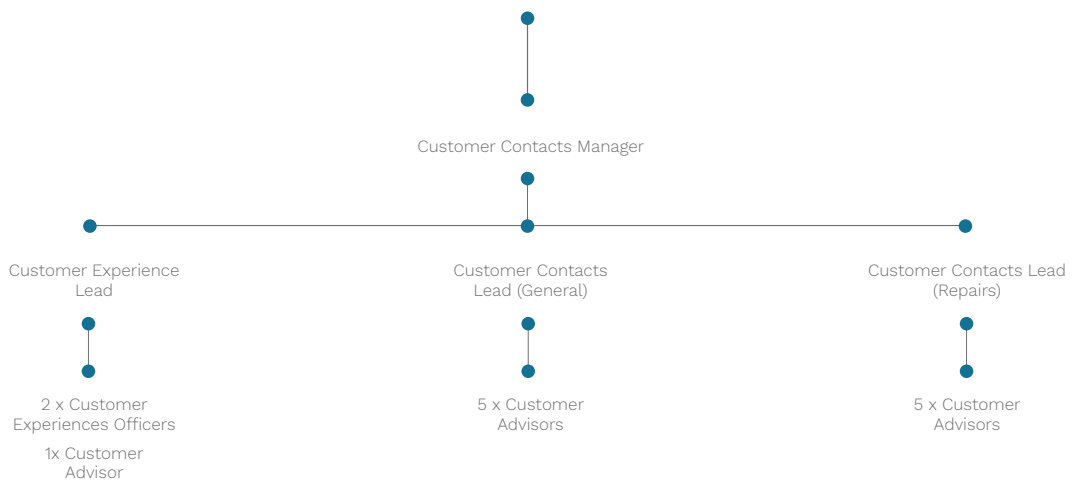 Customer Contacts Manager
Customer Experience
Lead
Customer Contacts
Lead (General)
Customer Contacts Lead
(Repairs)
2 x Customer
Experiences Officers
1x Customer
Advisor
5 x Customer
Advisors
5 x Customer
Advisors